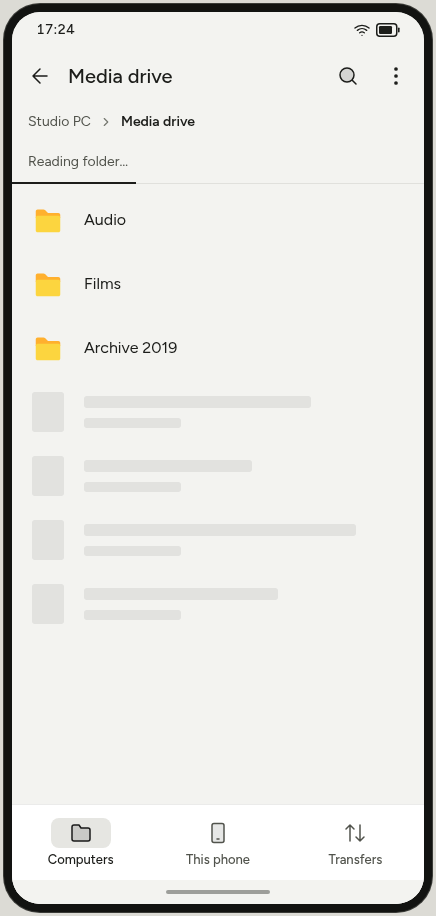 17:24
Media drive
Studio PC > Media drive
Reading folder…
Audio
Films
Archive 2019
Computers
This phone
Transfers